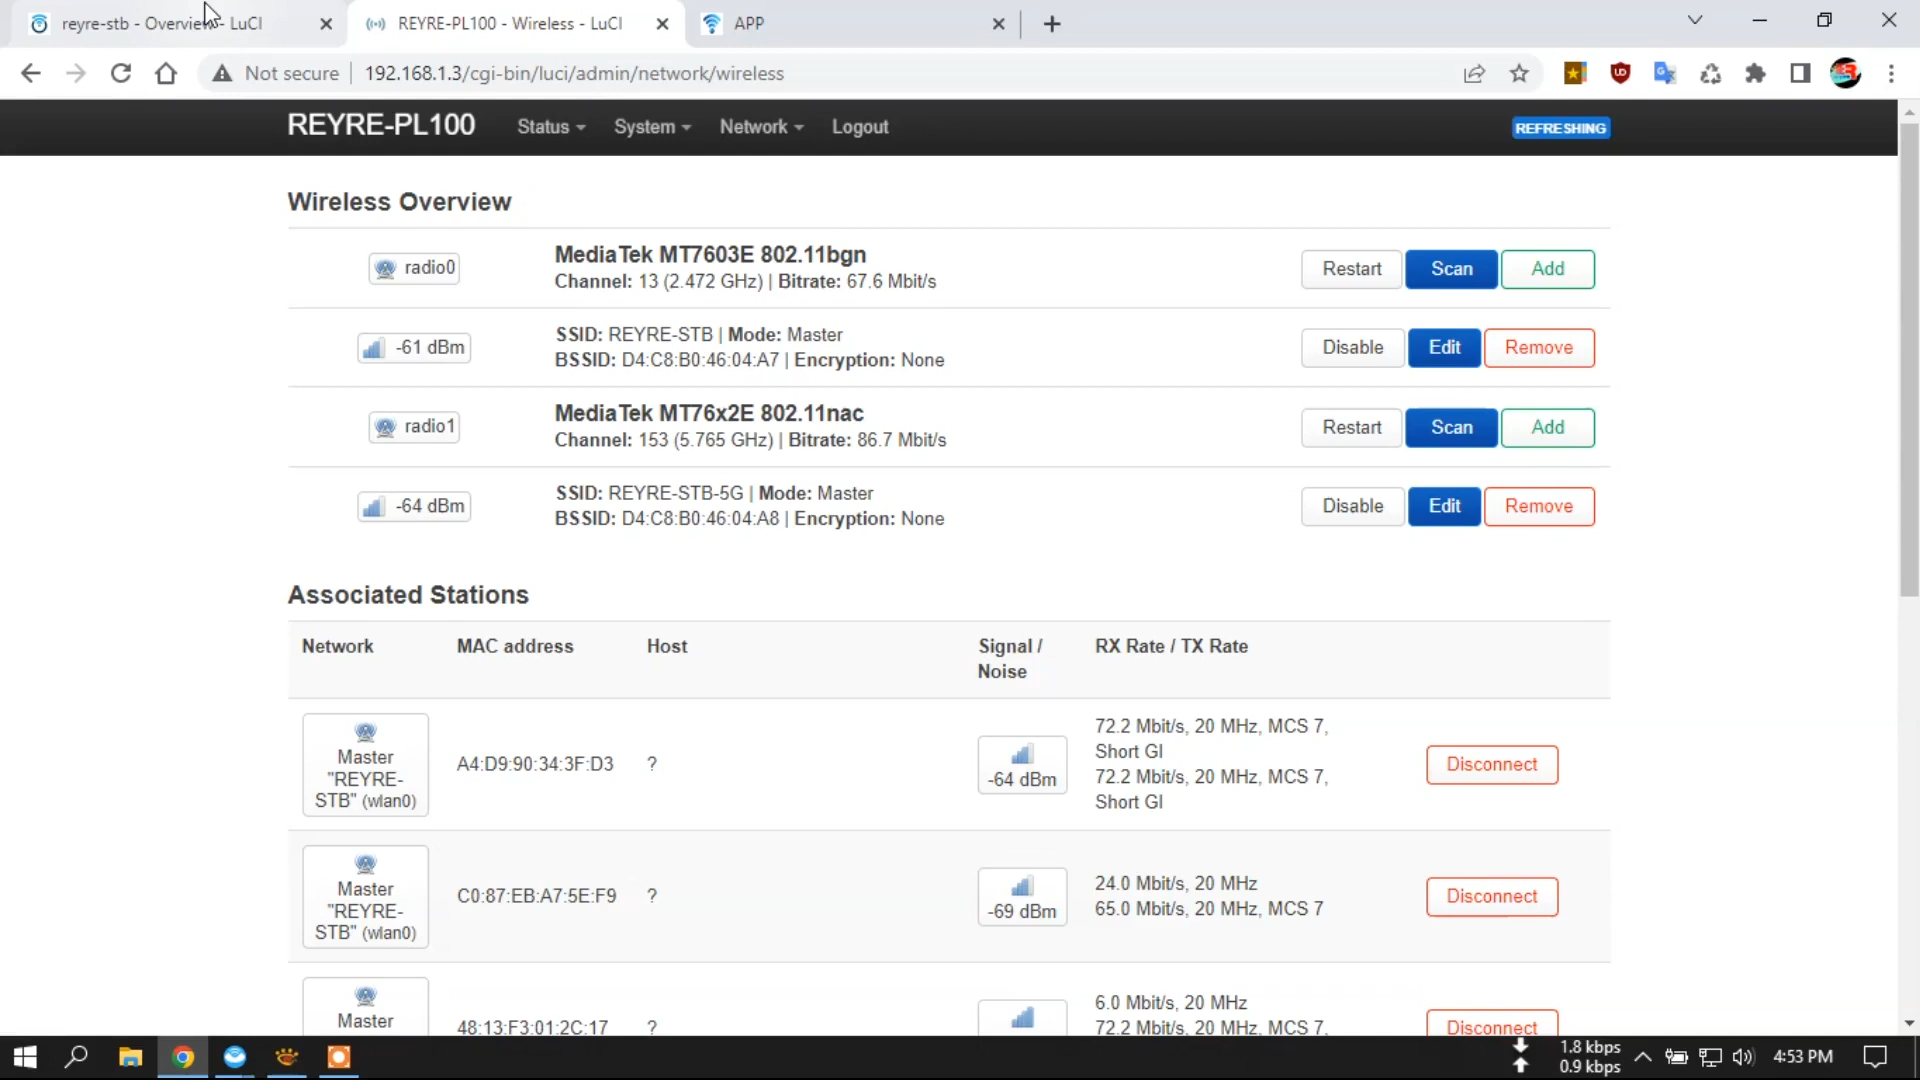 reyre-stb - Overview - LuCI
REYRE-PL100 - Wireless - LuCI
APP
Not secure
192.168.1.3/cgi-bin/luci/admin/network/wireless
REYRE-PL100
Status
System
Network
Logout
REFRESHING
Wireless Overview
radio0
MediaTek MT7603E 802.11bgn
Channel: 13 (2.472 GHz) | Bitrate: 67.6 Mbit/s
Restart
Scan
Add
-61 dBm
SSID: REYRE-STB | Mode: Master
BSSID: D4:C8:B0:46:04:A7 | Encryption: None
Disable
Edit
Remove
radio1
MediaTek MT76x2E 802.11nac
Channel: 153 (5.765 GHz) | Bitrate: 86.7 Mbit/s
Restart
Scan
Add
-64 dBm
SSID: REYRE-STB-5G | Mode: Master
BSSID: D4:C8:B0:46:04:A8 | Encryption: None
Disable
Edit
Remove
Associated Stations
Network
MAC address
Host
Signal /
Noise
RX Rate / TX Rate
Master
"REYRE-
STB" (wlan0)
A4:D9:90:34:3F:D3
?
-64 dBm
72.2 Mbit/s, 20 MHz, MCS 7,
Short GI
72.2 Mbit/s, 20 MHz, MCS 7,
Short GI
Disconnect
Master
"REYRE-
STB" (wlan0)
C0:87:EB:A7:5E:F9
?
-69 dBm
24.0 Mbit/s, 20 MHz
65.0 Mbit/s, 20 MHz, MCS 7
Disconnect
Master
48:13:F3:01:2C:17
?
6.0 Mbit/s, 20 MHz
72.2 Mbit/s, 20 MHz, MCS 7,
Disconnect
1.8 kbps
0.9 kbps
4:53 PM